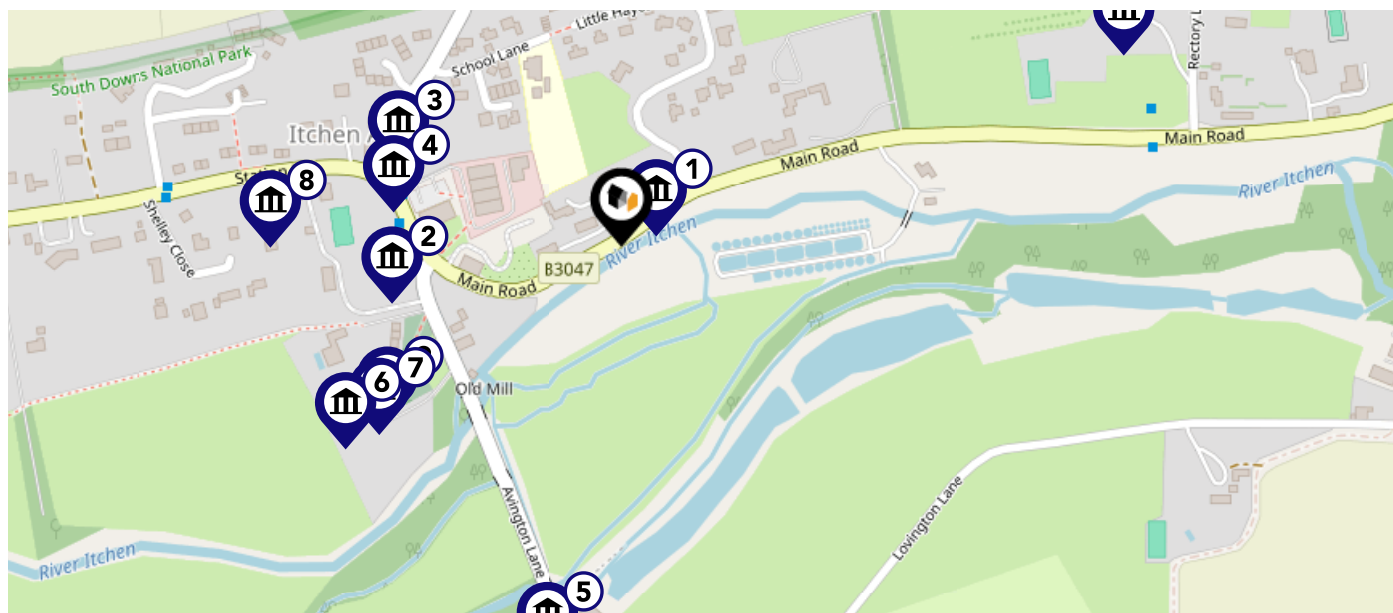 Little Hay
School Lane
South Downs National Park
Rectory L
3
Itchen A
4
Main Road
Main Road
1
Station
8
River Itchen
Shelley Close
2
River Itchen
B3047
Main Road
7
6
Old Mill
Avington Lane
Lovington Lane
River Itchen
5